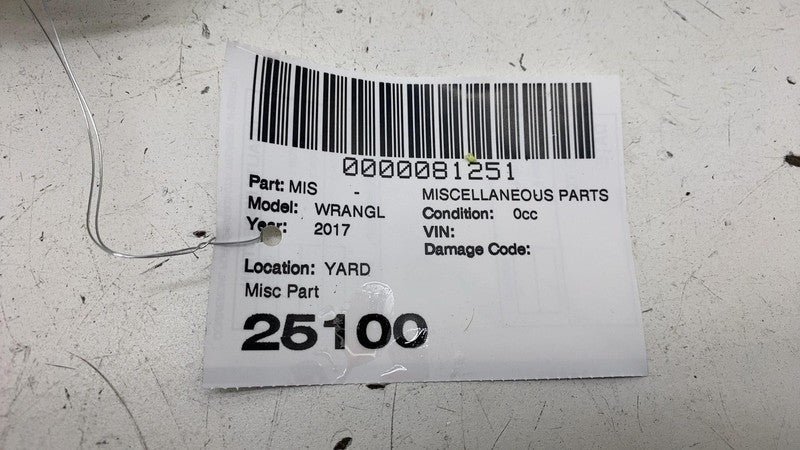 0000081251
Part: MIS - MISCELLANEOUS PARTS
Model: WRANGL Condition: 0cc
Year: 2017 VIN:
Damage Code:
Location: YARD
Misc Part
25100